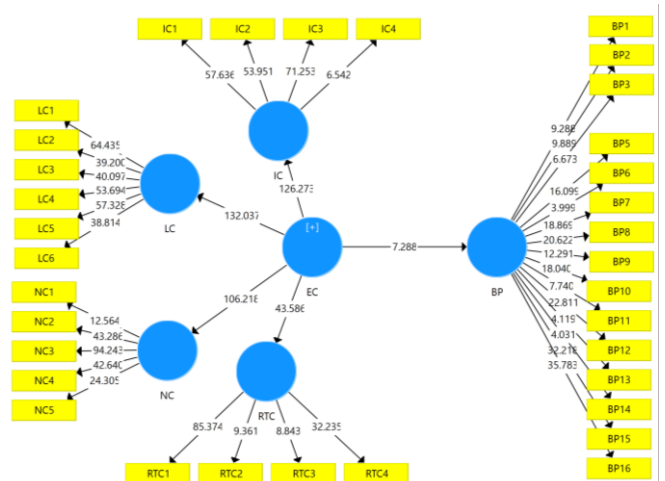 IC1 IC2 IC3 IC4
57.636 53.951 71.253 6.542
IC
LC1
LC2
LC3
LC4
LC5
LC6
64.435
39.200
40.097
53.694
57.328
38.814
LC
126.273
132.037
[+]
EC
7.288
106.218
43.586
NC1
NC2
NC3
NC4
NC5
12.564
43.286
94.243
42.640
24.305
NC
RTC
85.374 9.361 8.843 32.235
RTC1 RTC2 RTC3 RTC4
BP
9.288
9.889
6.673
16.099
3.999
18.869
20.622
12.291
18.040
7.740
22.811
4.119
4.031
32.218
35.783
BP1
BP2
BP3
BP5
BP6
BP7
BP8
BP9
BP10
BP11
BP12
BP13
BP14
BP15
BP16